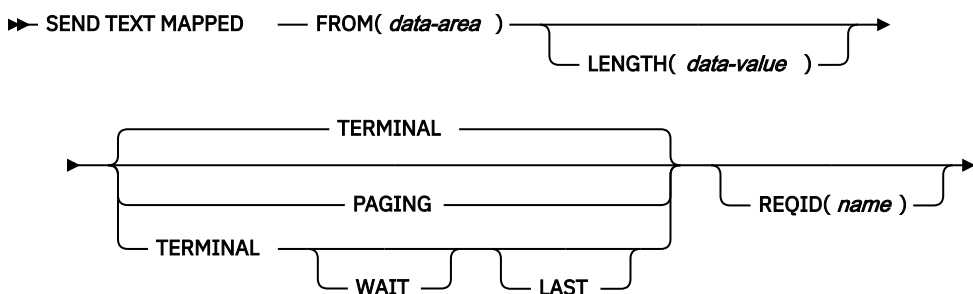 SEND TEXT MAPPED FROM( data-area )
LENGTH( data-value )
TERMINAL
PAGING
REQID( name )
TERMINAL
WAIT LAST